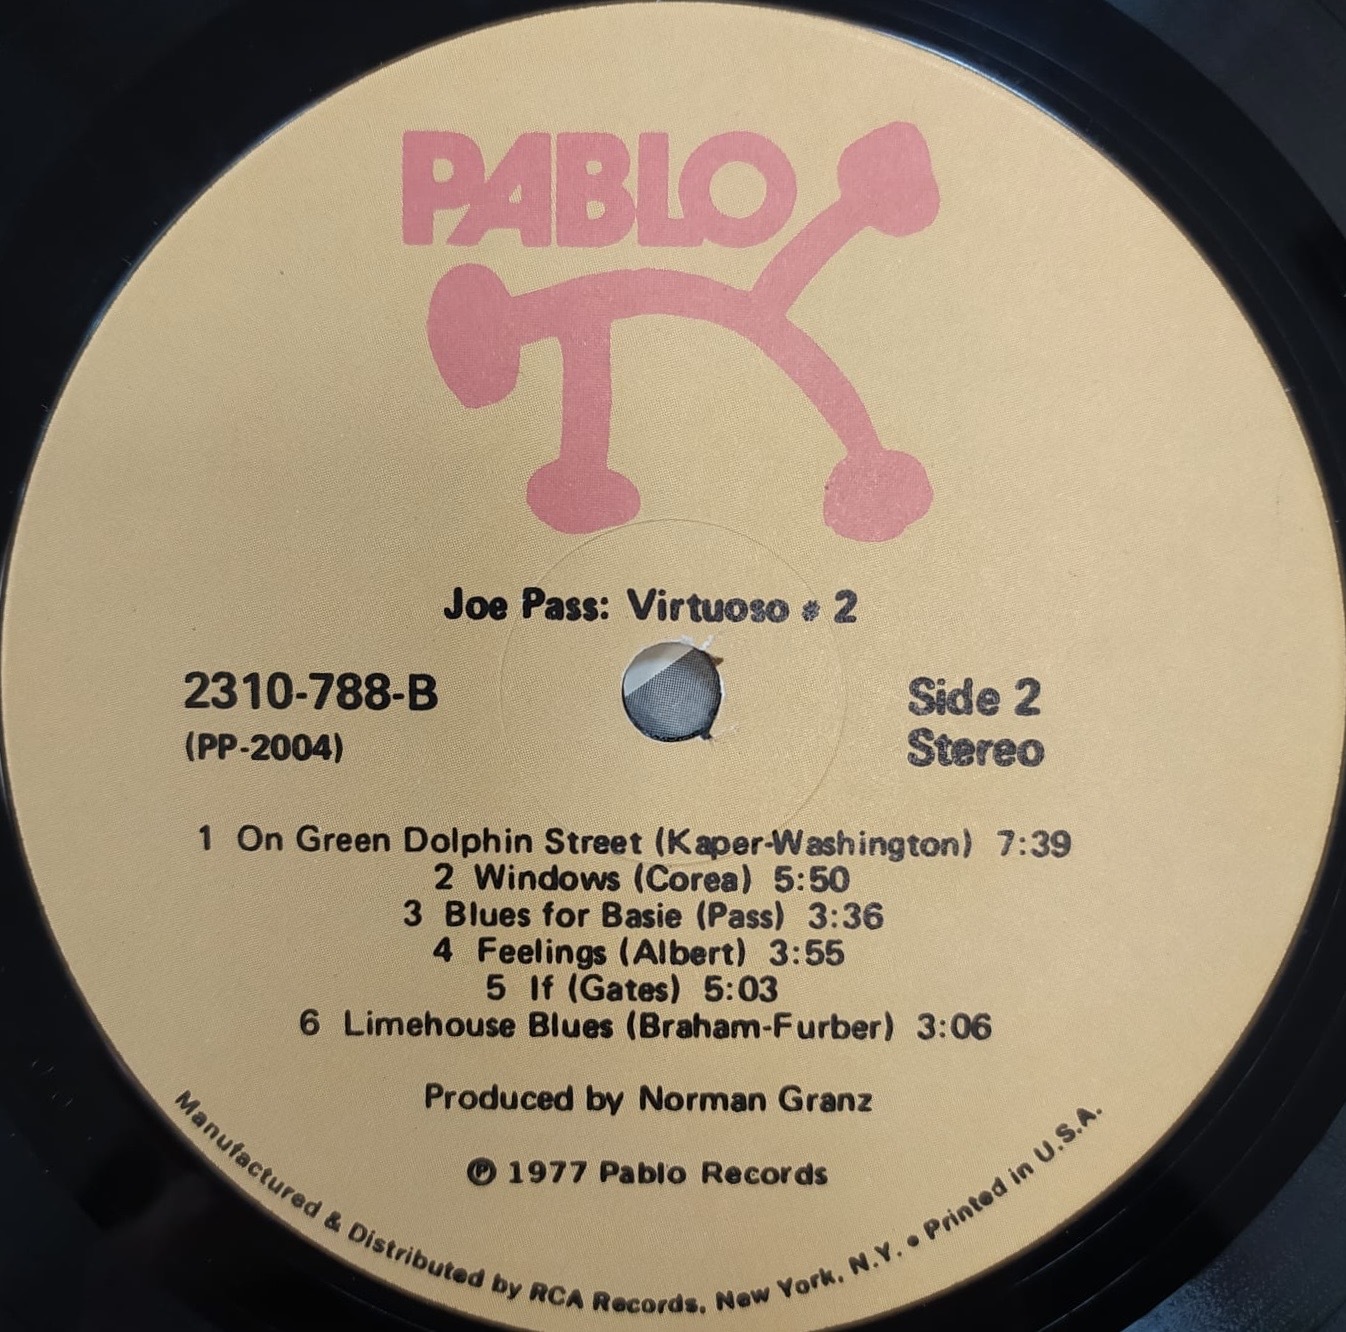 PABLO
Joe Pass: Virtuoso # 2
2310-788-B
(PP-2004)
Side 2
Stereo
1 On Green Dolphin Street (Kaper-Washington) 7:39
2 Windows (Corea) 5:50
3 Blues for Basie (Pass) 3:36
4 Feelings (Albert) 3:55
5 If (Gates) 5:03
6 Limehouse Blues (Braham-Furber) 3:06
Produced by Norman Granz
℗ 1977 Pablo Records
Manufactured & Distributed by RCA Records, New York, N.Y. • Printed in U.S.A.